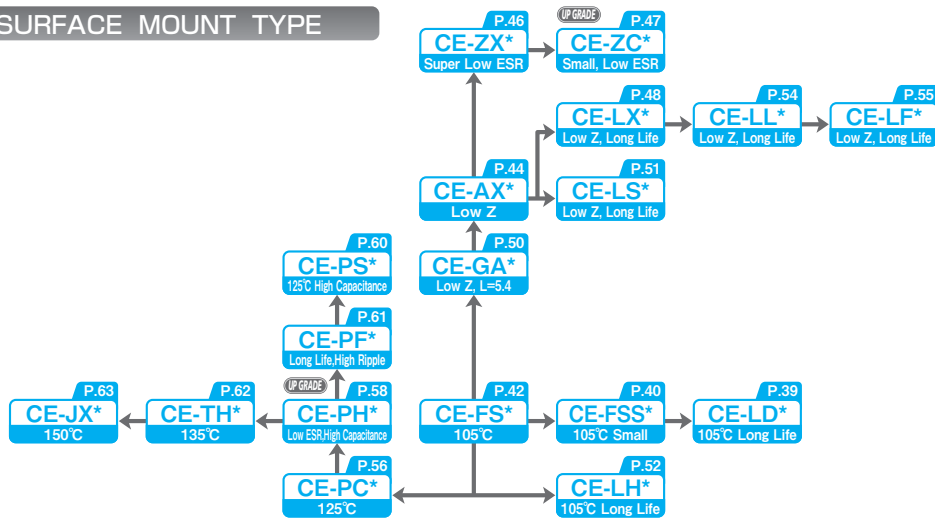 SURFACE MOUNT TYPE
P.46
CE-ZX*
Super Low ESR
UP GRADE
P.47
CE-ZC*
Small, Low ESR
P.48
CE-LX*
Low Z, Long Life
P.54
CE-LL*
Low Z, Long Life
P.55
CE-LF*
Low Z, Long Life
P.44
CE-AX*
Low Z
P.51
CE-LS*
Low Z, Long Life
P.60
CE-PS*
125℃ High Capacitance
P.50
CE-GA*
Low Z, L=5.4
P.61
CE-PF*
Long Life,High Ripple
P.63
CE-JX*
150℃
P.62
CE-TH*
135℃
UP GRADE
P.58
CE-PH*
Low ESR,High Capacitance
P.42
CE-FS*
105℃
P.40
CE-FSS*
105℃ Small
P.39
CE-LD*
105℃ Long Life
P.56
CE-PC*
125℃
P.52
CE-LH*
105℃ Long Life